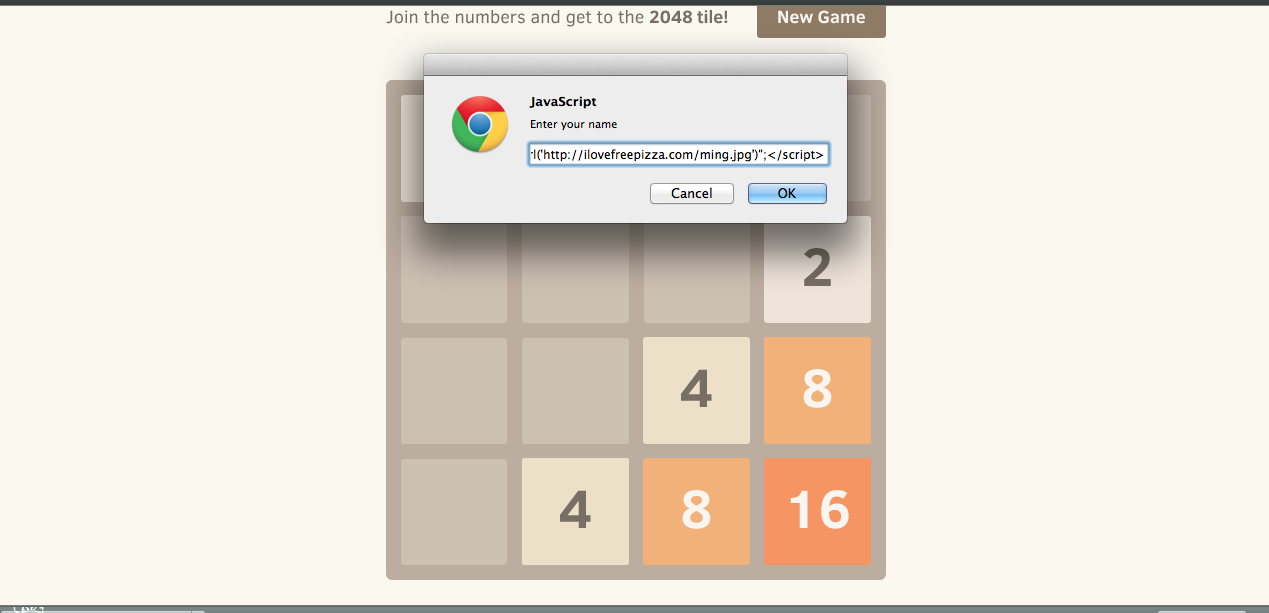 Join the numbers and get to the 2048 tile!
New Game
JavaScript
Enter your name
l('http://ilovefreepizza.com/ming.jpg')";</script>
Cancel
OK
2
4
8
4
8
16